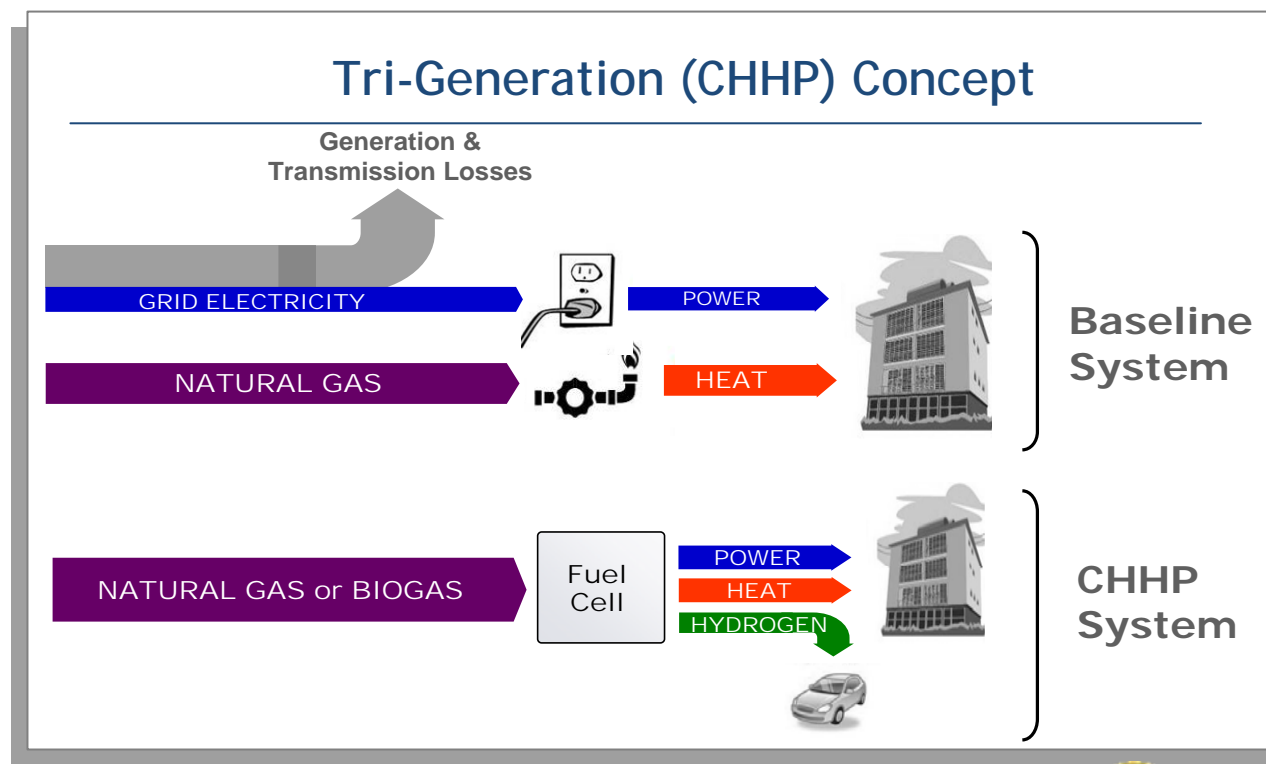 Tri-Generation (CHHP) Concept
Generation &
Transmission Losses
GRID ELECTRICITY
POWER
NATURAL GAS
HEAT
Baseline
System
NATURAL GAS or BIOGAS
Fuel
Cell
POWER
HEAT
HYDROGEN
CHHP
System